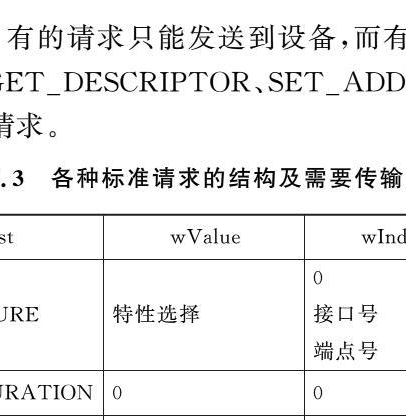 有的请求只能发送到设备,而有
GET_DESCRIPTOR、SET_ADD
请求。
.3 各种标准请求的结构及需要传输
st wValue wInd
URE 特性选择 0
接口号
端点号
URATION 0 0